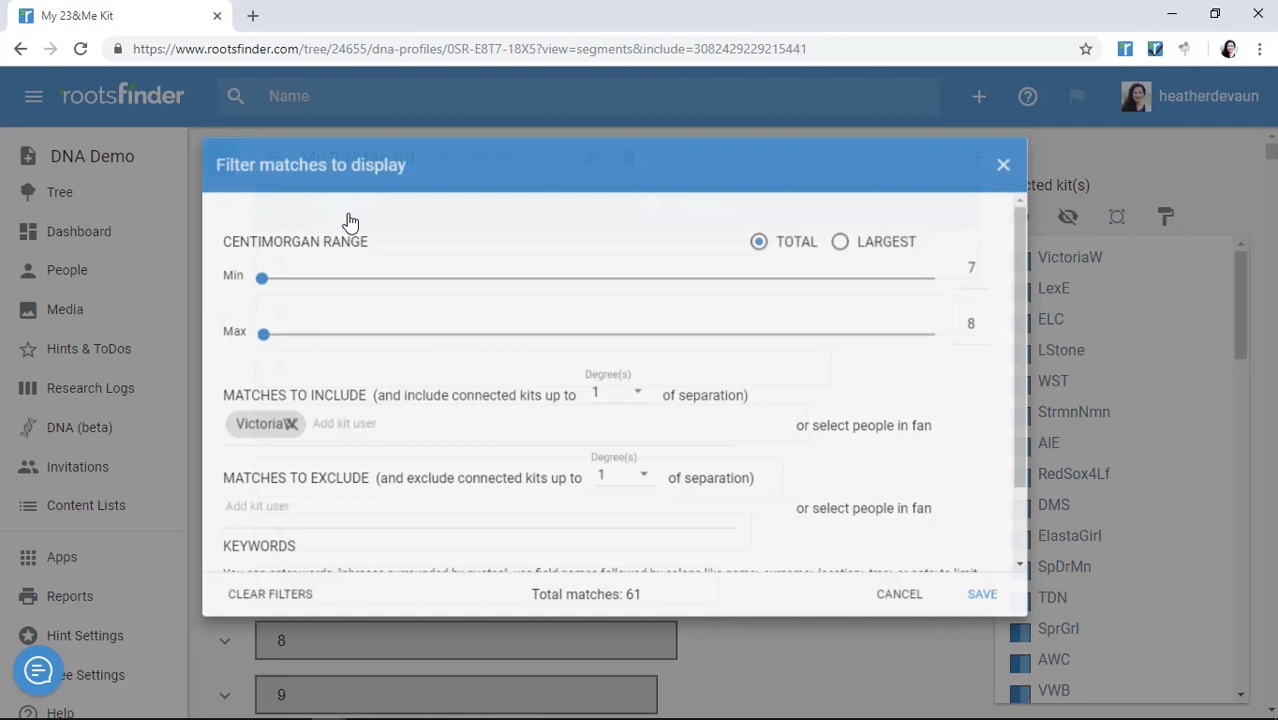 My 23&Me Kit
https://www.rootsfinder.com/tree/24655/dna-profiles/0SR-E8T7-18X5?view=segments&include=3082429229215441
rootsfinder
Name
heatherdevaun
DNA Demo
Tree
Dashboard
People
Media
Hints & ToDos
Research Logs
DNA (beta)
Invitations
Content Lists
Apps
Reports
Hint Settings
ee Settings
Help
Filter matches to display
CENTIMORGAN RANGE
TOTAL
LARGEST
Min
7
Max
8
Degree(s)
MATCHES TO INCLUDE (and include connected kits up to 1 of separation)
VictoriaW
Add kit user
or select people in fan
Degree(s)
MATCHES TO EXCLUDE (and exclude connected kits up to 1 of separation)
Add kit user
or select people in fan
KEYWORDS
CLEAR FILTERS
Total matches: 61
CANCEL
SAVE
8
9
cted kit(s)
VictoriaW
LexE
ELC
LStone
WST
StrmnNmn
AIE
RedSox4Lf
DMS
ElastaGirl
SpDrMn
TDN
SprGrl
AWC
VWB